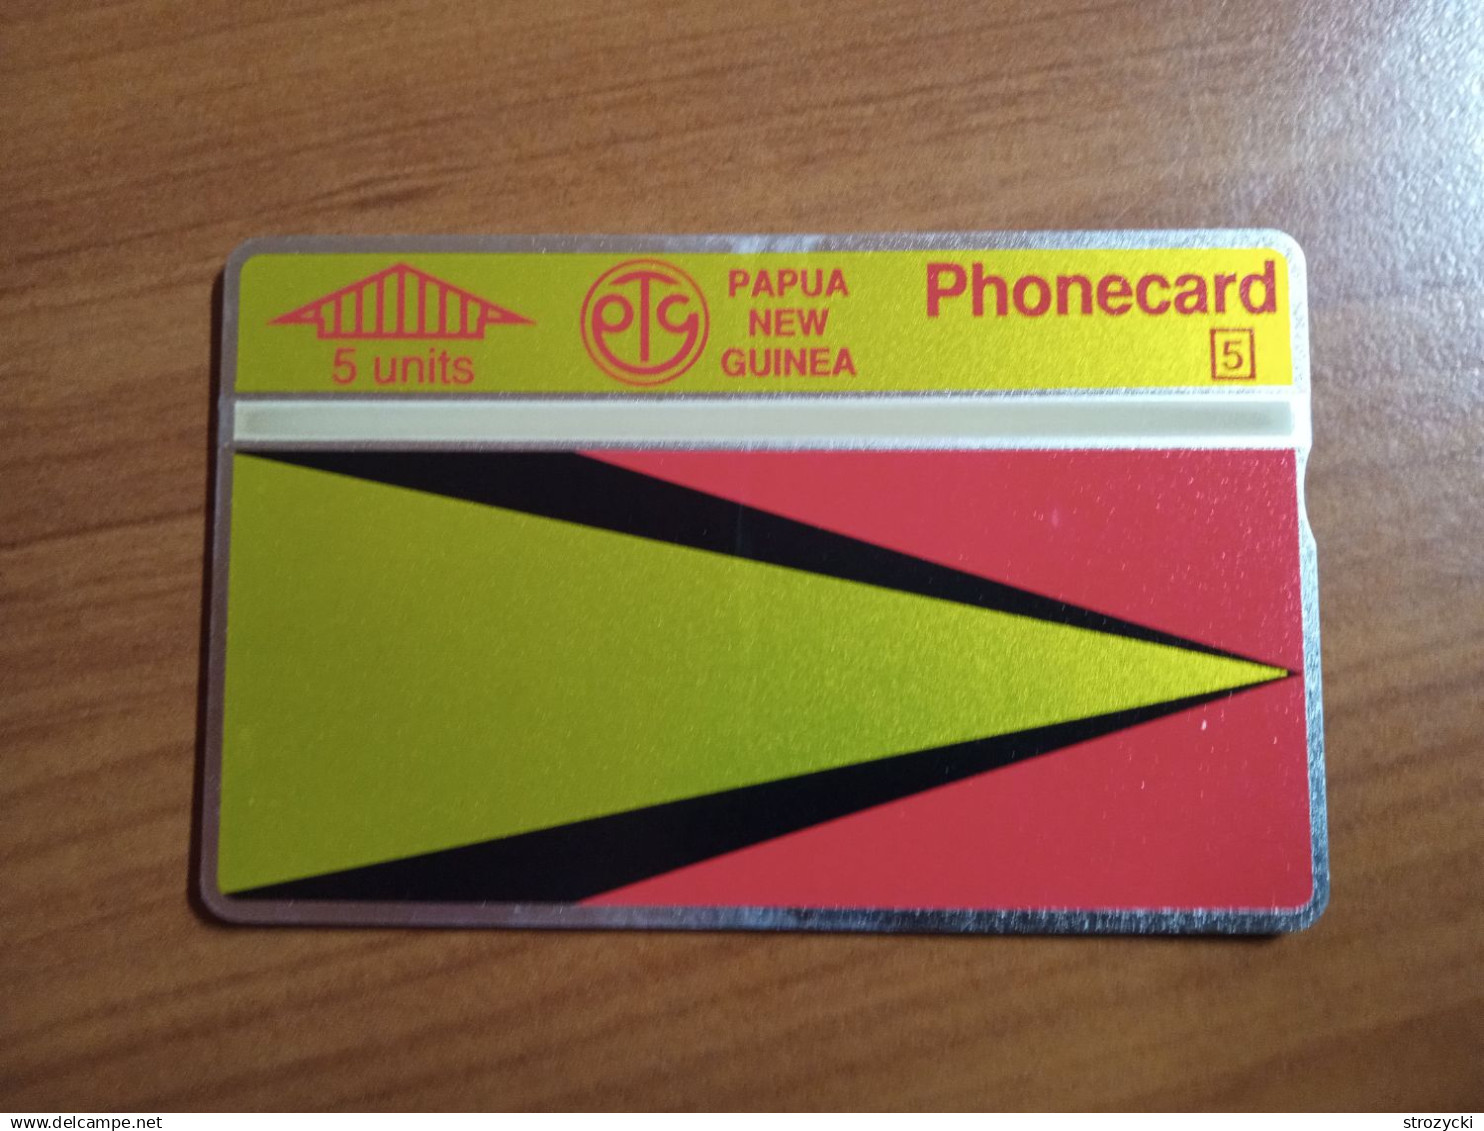 5 units
PTC
PAPUA
NEW
GUINEA
Phonecard
5
www.delcampe.net
strozycki